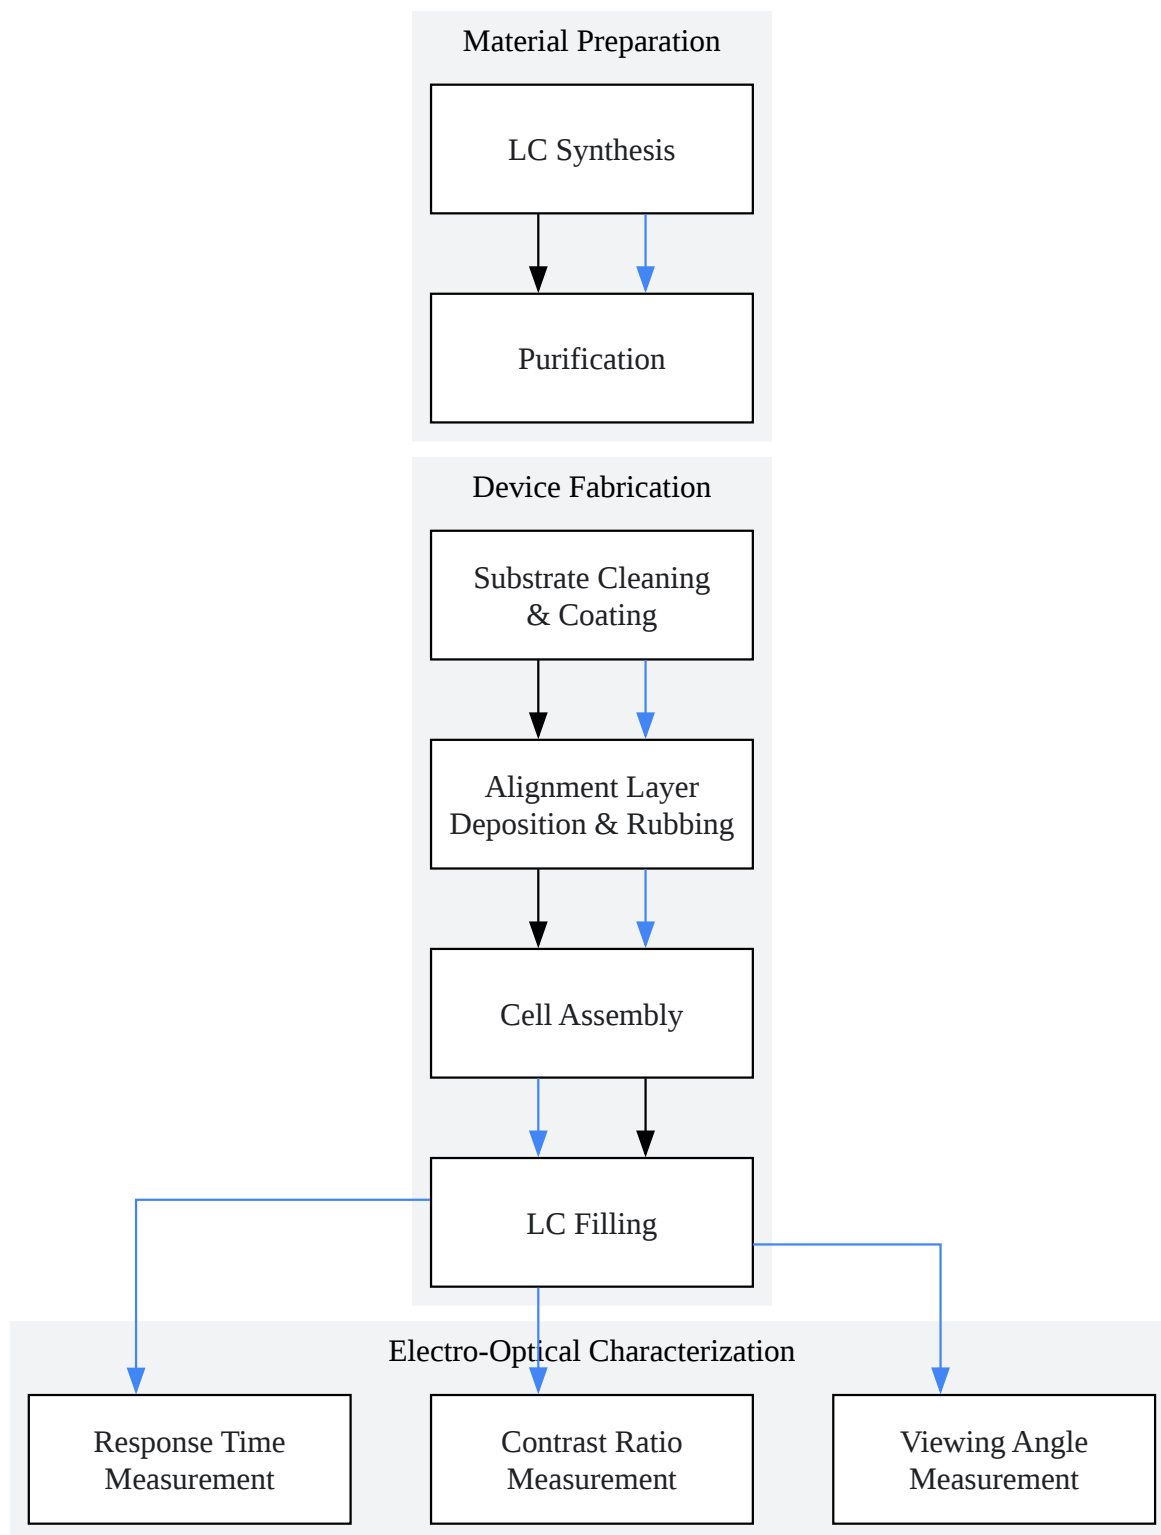 Material Preparation
LC Synthesis
Purification
Device Fabrication
Substrate Cleaning
& Coating
Alignment Layer
Deposition & Rubbing
Cell Assembly
LC Filling
Electro-Optical Characterization
Response Time
Measurement
Contrast Ratio
Measurement
Viewing Angle
Measurement